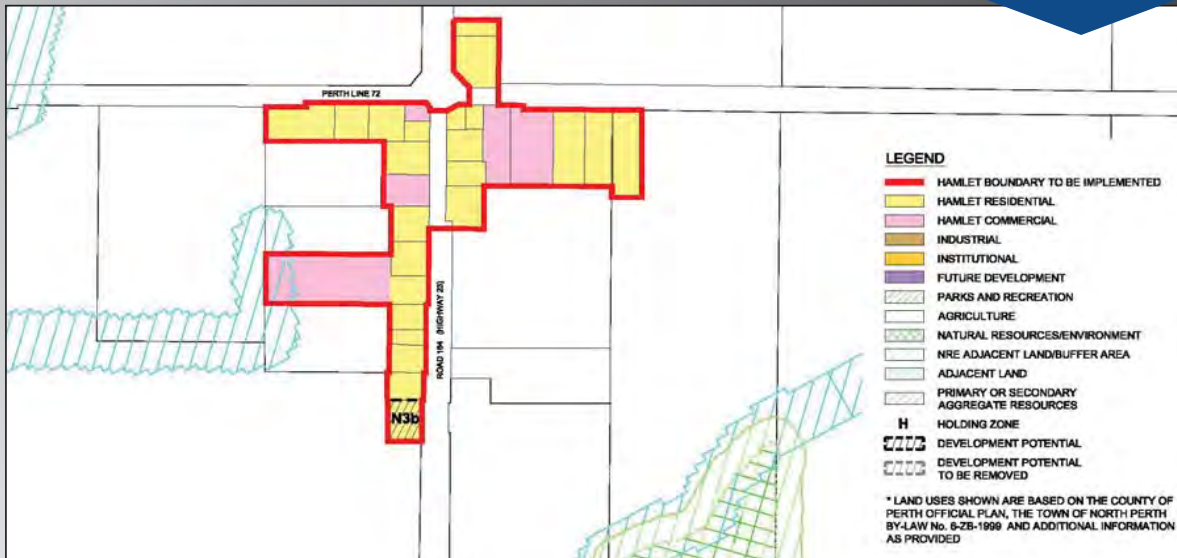 PERTH LINE 72
ROAD 164 (HIGHWAY 23)
N3b
LEGEND
HAMLET BOUNDARY TO BE IMPLEMENTED
HAMLET RESIDENTIAL
HAMLET COMMERCIAL
INDUSTRIAL
INSTITUTIONAL
FUTURE DEVELOPMENT
PARKS AND RECREATION
AGRICULTURE
NATURAL RESOURCES/ENVIRONMENT
NRE ADJACENT LAND/BUFFER AREA
ADJACENT LAND
PRIMARY OR SECONDARY
AGGREGATE RESOURCES
H HOLDING ZONE
DEVELOPMENT POTENTIAL
DEVELOPMENT POTENTIAL
TO BE REMOVED
* LAND USES SHOWN ARE BASED ON THE COUNTY OF
PERTH OFFICIAL PLAN, THE TOWN OF NORTH PERTH
BY-LAW No. 6-ZB-1999 AND ADDITIONAL INFORMATION
AS PROVIDED